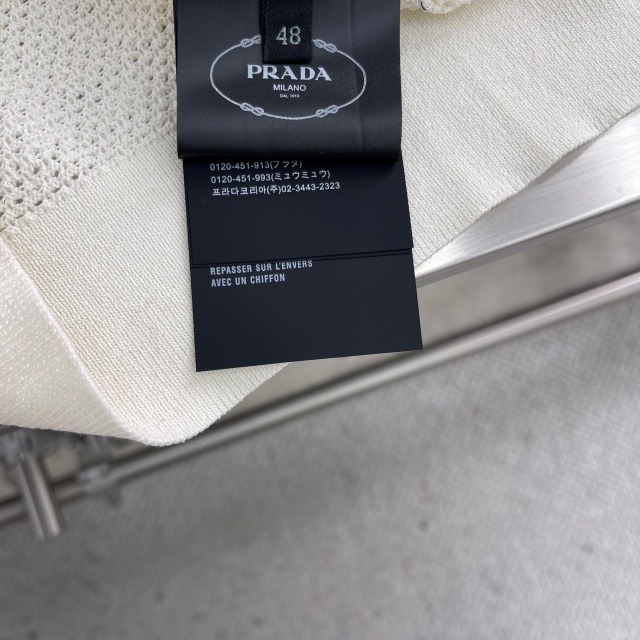 48
PRADA
MILANO
DAL 1913
0120-451-913(プラダ)
0120-451-993(ミュウミュウ)
프라다코리아(주)02-3443-2323
REPASSER SUR L'ENVERS
AVEC UN CHIFFON